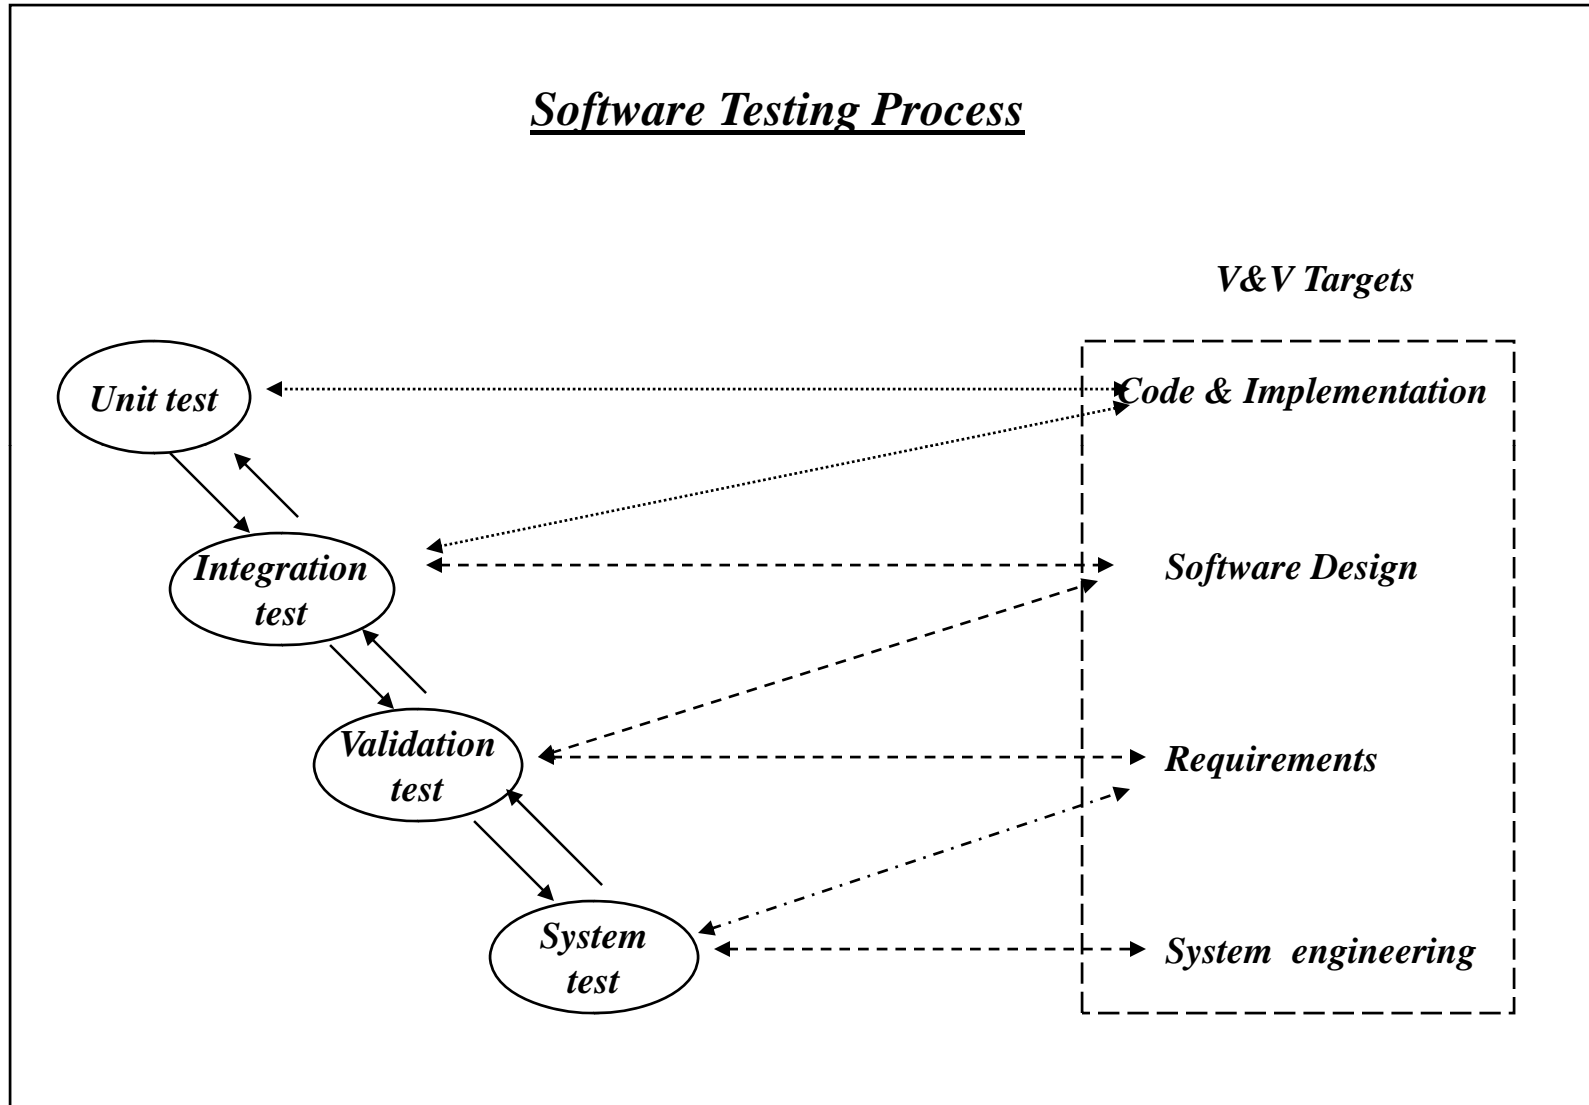 Software Testing Process
V&V Targets
Unit test
Code & Implementation
Integration
test
Software Design
Validation
test
Requirements
System
test
System engineering